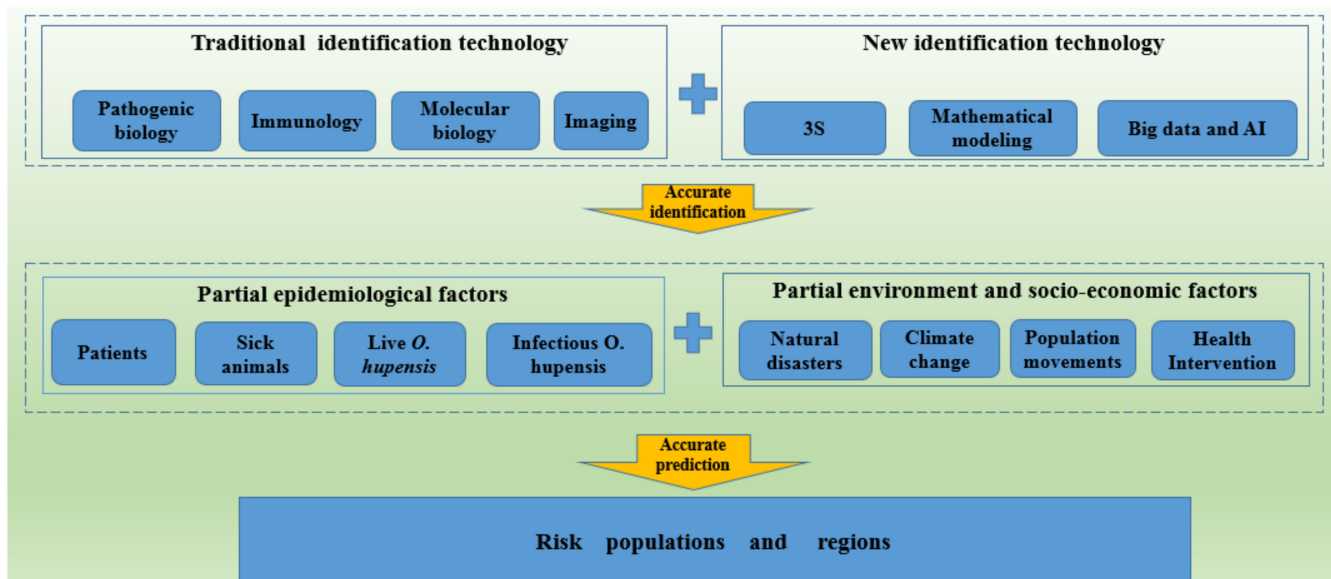 Traditional identification technology
New identification technology
Pathogenic
biology
Immunology
Molecular
biology
Imaging
3S
Mathematical
modeling
Big data and AI
Accurate
identification
Partial epidemiological factors
Partial environment and socio-economic factors
Patients
Sick
animals
Live O.
hupensis
Infectious O.
hupensis
Natural
disasters
Climate
change
Population
movements
Health
Intervention
Accurate
prediction
Risk populations and regions